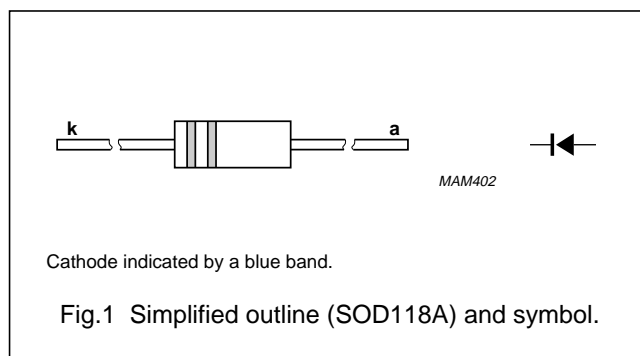 k
a
MAM402
Cathode indicated by a blue band.
Fig.1 Simplified outline (SOD118A) and symbol.